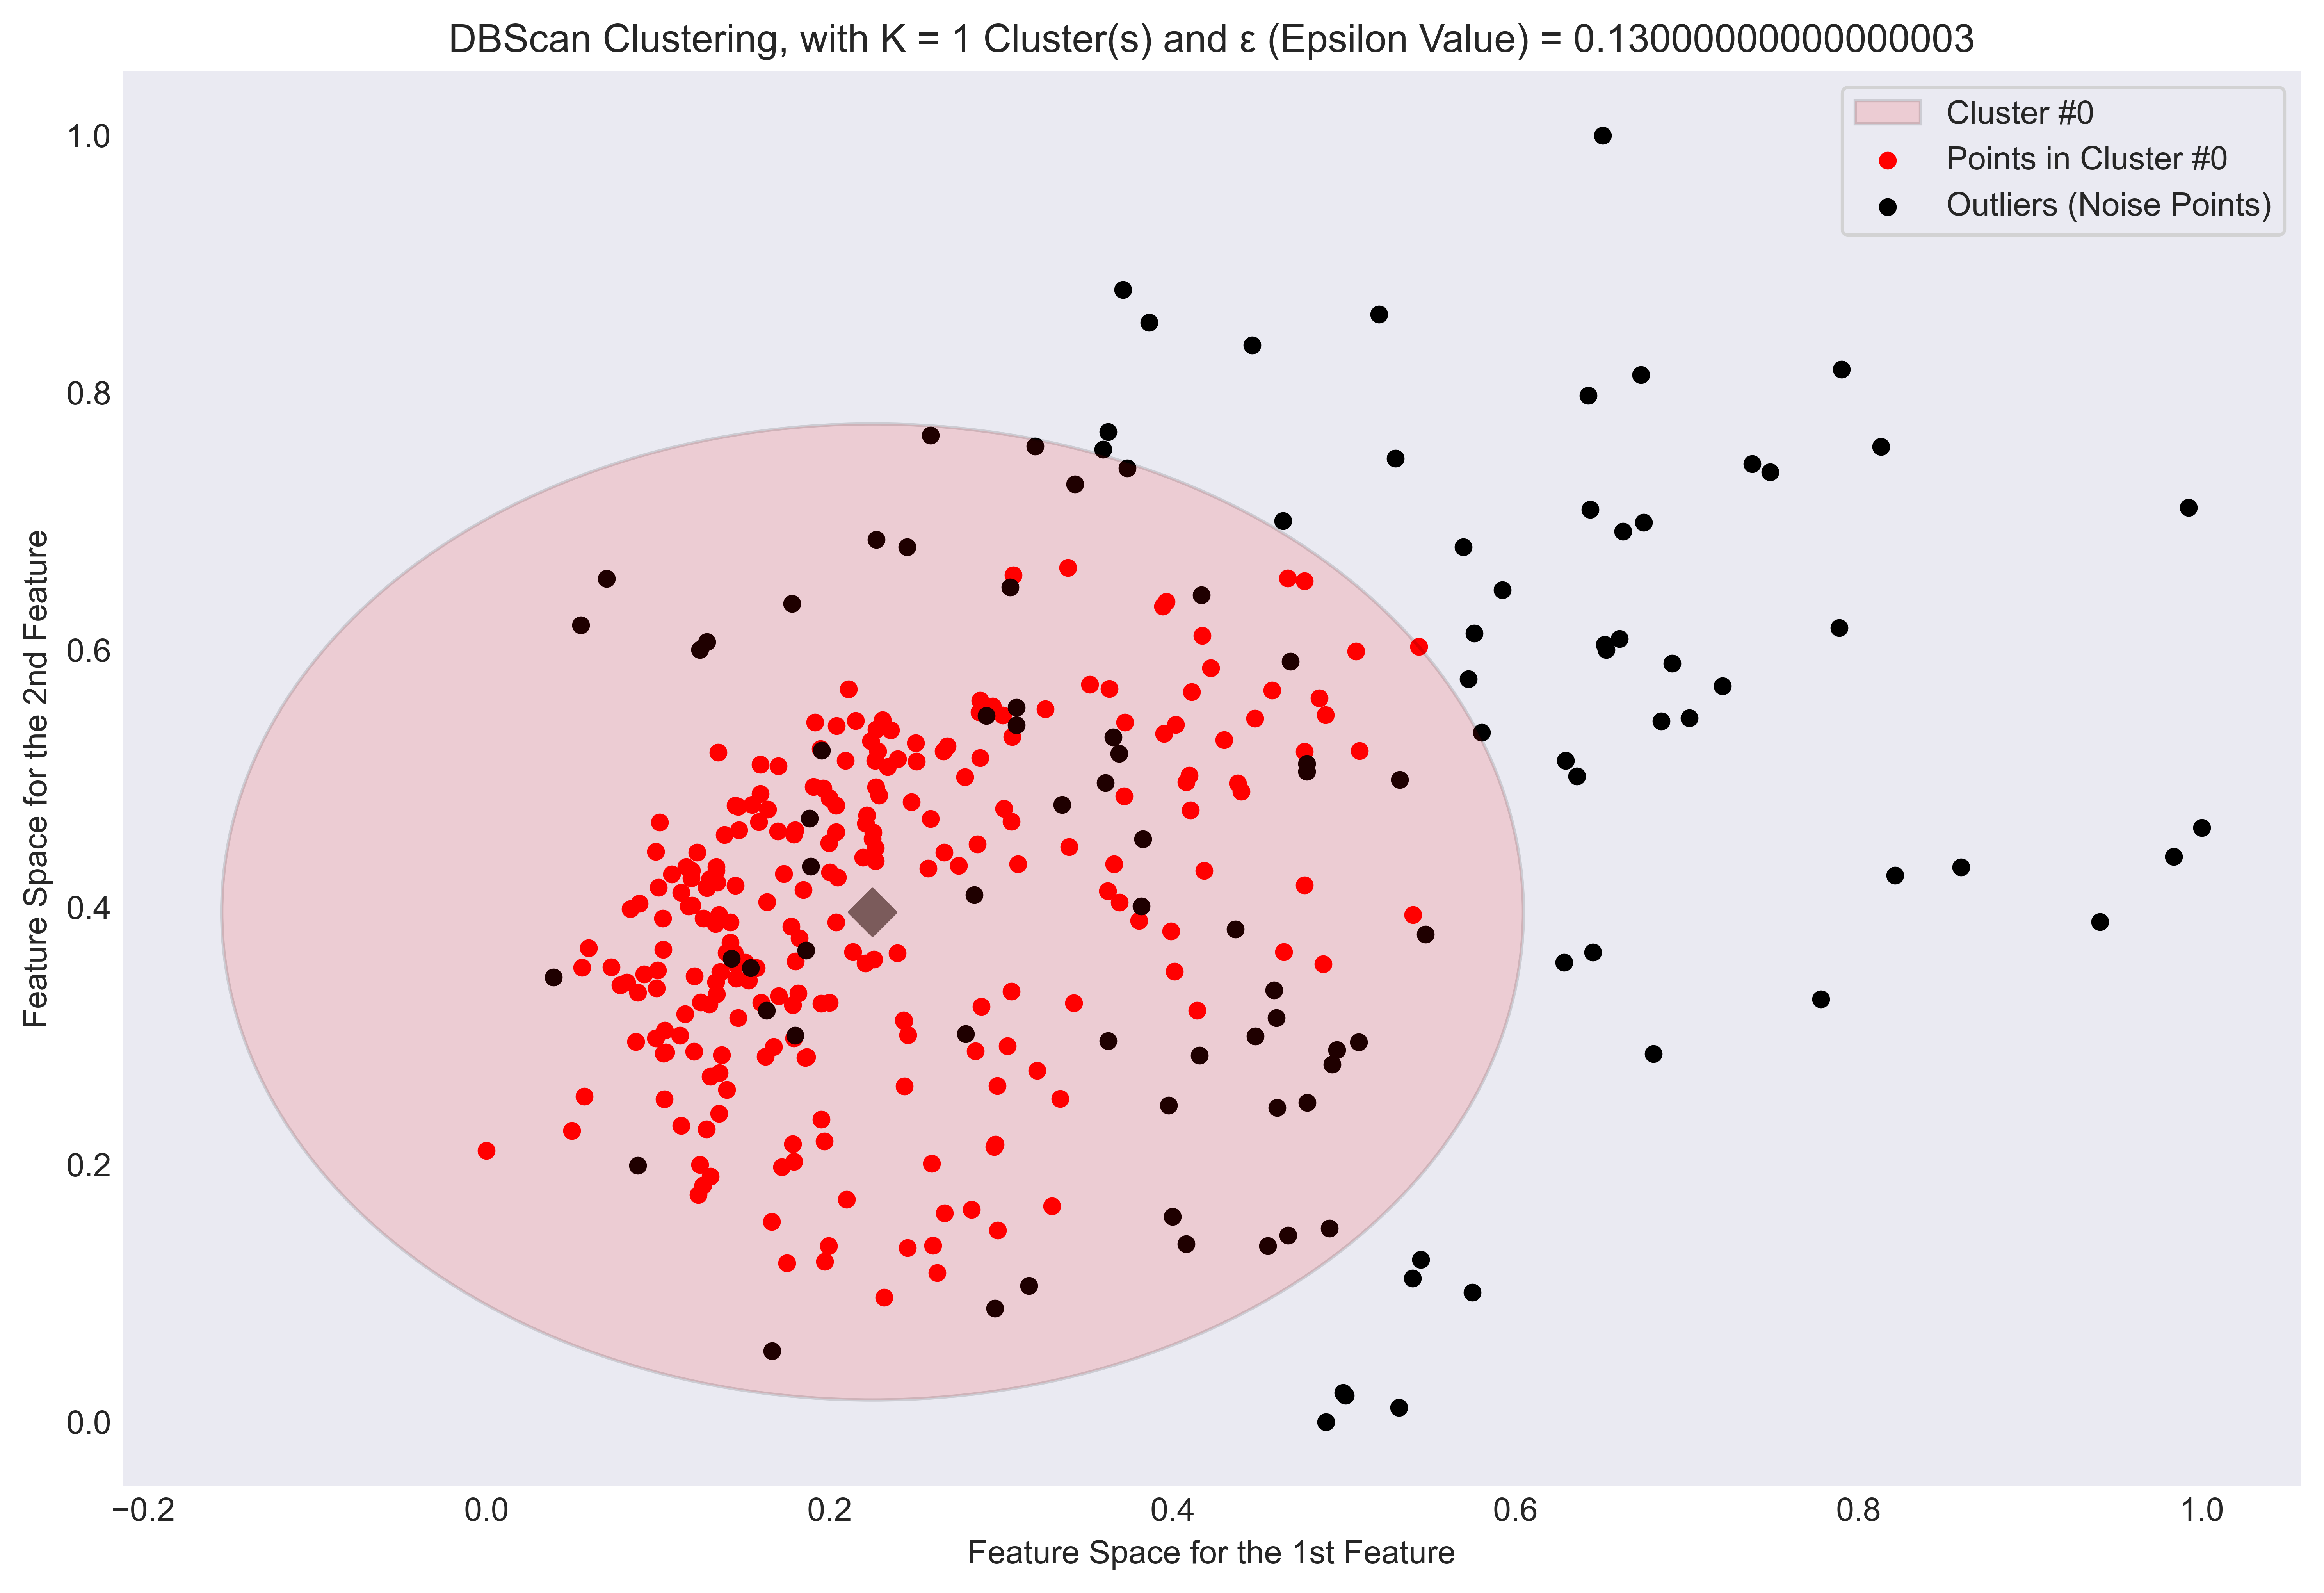 DBScan Clustering, with K = 1 Cluster(s) and ε (Epsilon Value) = 0.13000000000000003
Cluster #0
Points in Cluster #0
Outliers (Noise Points)
Feature Space for the 2nd Feature
1.0
0.8
0.6
0.4
0.2
0.0
−0.2
0.0
0.2
0.4
0.6
0.8
1.0
Feature Space for the 1st Feature